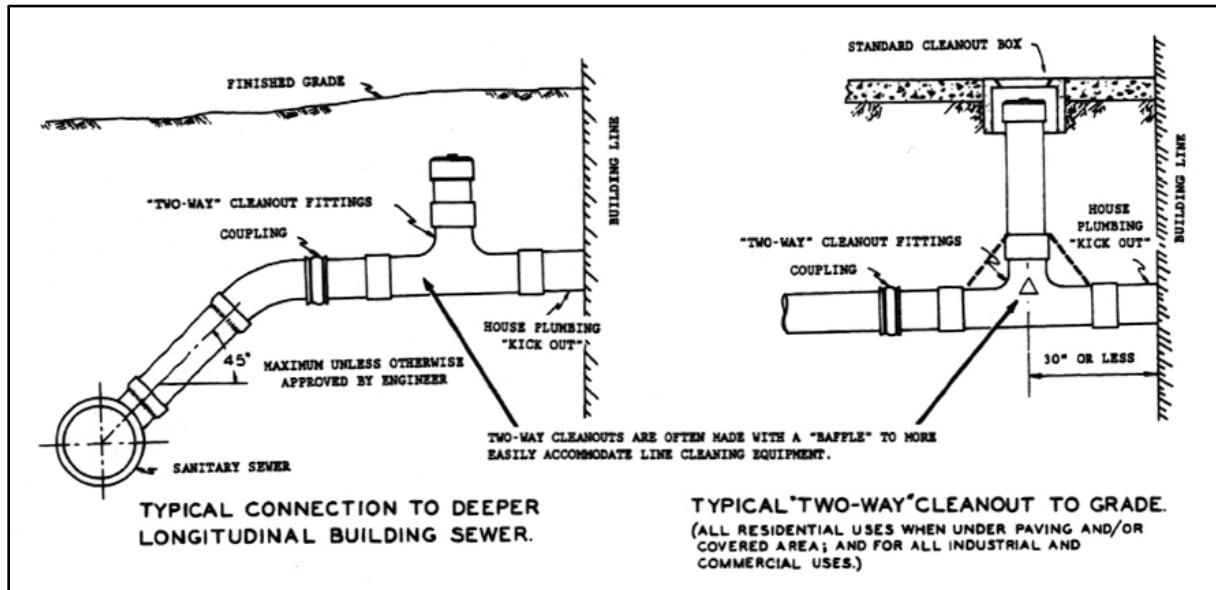 FINISHED GRADE
BUILDING LINE
"TWO-WAY" CLEANOUT FITTINGS
COUPLING
HOUSE PLUMBING
"KICK OUT"
45°
MAXIMUM UNLESS OTHERWISE
APPROVED BY ENGINEER
SANITARY SEWER
TYPICAL CONNECTION TO DEEPER
LONGITUDINAL BUILDING SEWER.
TWO-WAY CLEANOUTS ARE OFTEN MADE WITH A "BAFFLE" TO MORE
EASILY ACCOMMODATE LINE CLEANING EQUIPMENT.
STANDARD CLEANOUT BOX
BUILDING LINE
HOUSE
PLUMBING
"KICK OUT"
"TWO-WAY" CLEANOUT FITTINGS
COUPLING
30" OR LESS
TYPICAL "TWO-WAY" CLEANOUT TO GRADE.
(ALL RESIDENTIAL USES WHEN UNDER PAVING AND/OR
COVERED AREA; AND FOR ALL INDUSTRIAL AND
COMMERCIAL USES.)